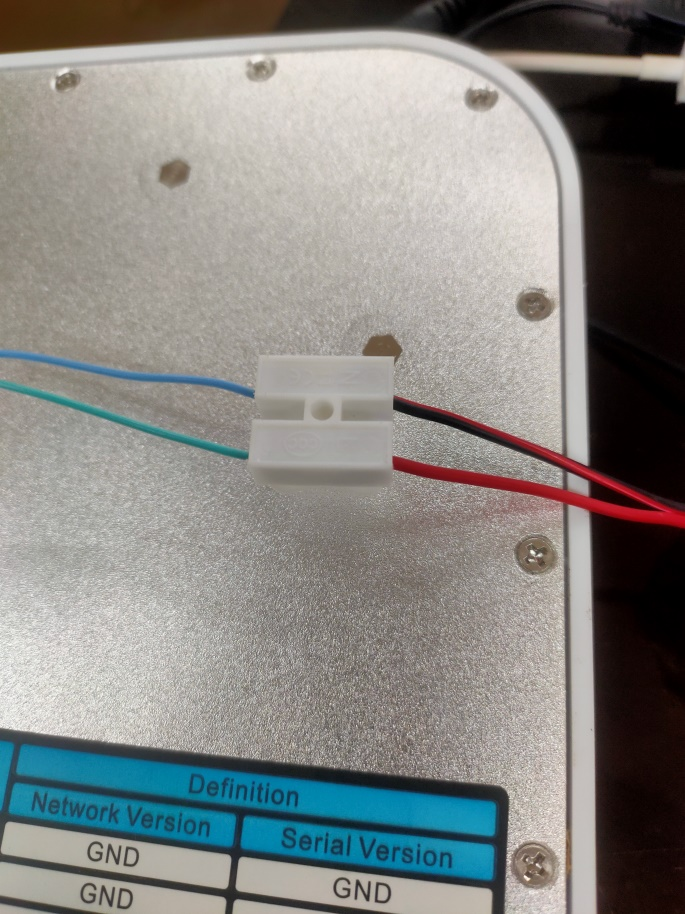 Definition
Network Version
Serial Version
GND
GND
GND